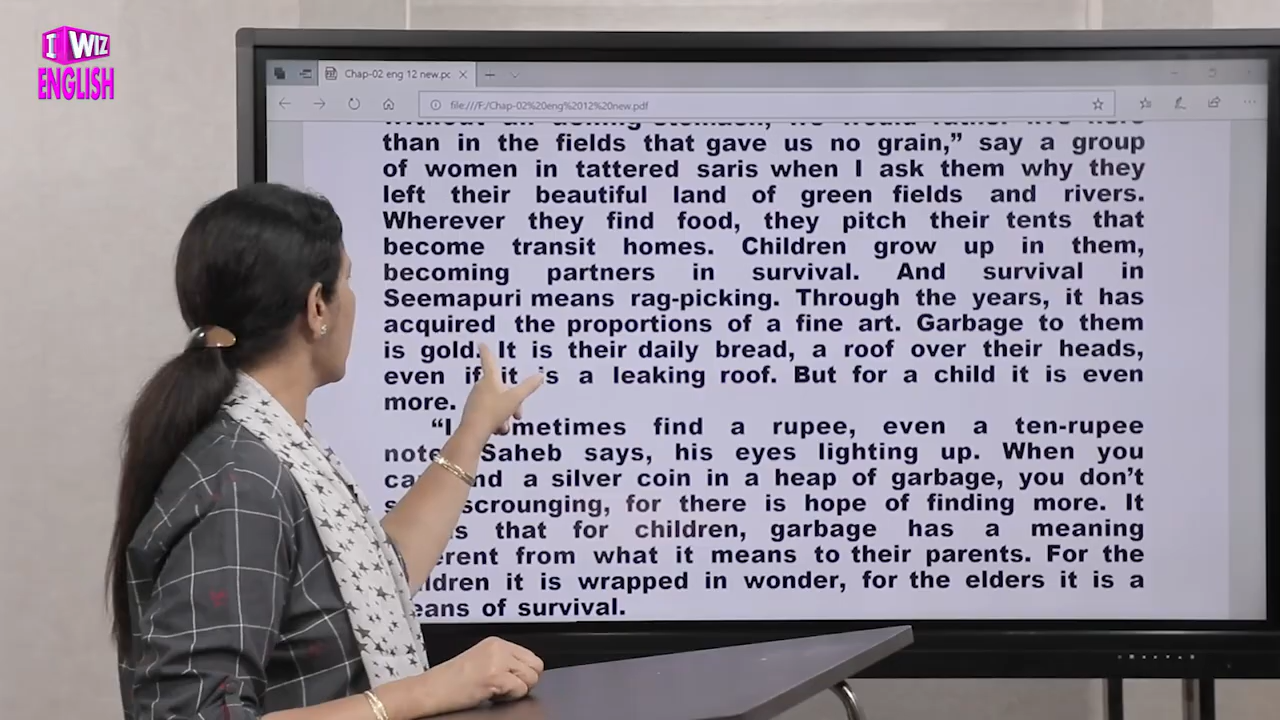 I WIZ
ENGLISH
Chap-02 eng 12 new.pc
file:///F:/Chap-02%20eng%2012%20new.pdf
than in the fields that gave us no grain,” say a group
of women in tattered saris when I ask them why they
left their beautiful land of green fields and rivers.
Wherever they find food, they pitch their tents that
become transit homes. Children grow up in them,
becoming partners in survival. And survival in
Seemapuri means rag-picking. Through the years, it has
acquired the proportions of a fine art. Garbage to them
is gold. It is their daily bread, a roof over their heads,
even if it is a leaking roof. But for a child it is even
more.
“I sometimes find a rupee, even a ten-rupee
note Saheb says, his eyes lighting up. When you
a silver coin in a heap of garbage, you don’t
scrounging, for there is hope of finding more. It
that for children, garbage has a meaning
from what it means to their parents. For the
it is wrapped in wonder, for the elders it is a
means of survival.